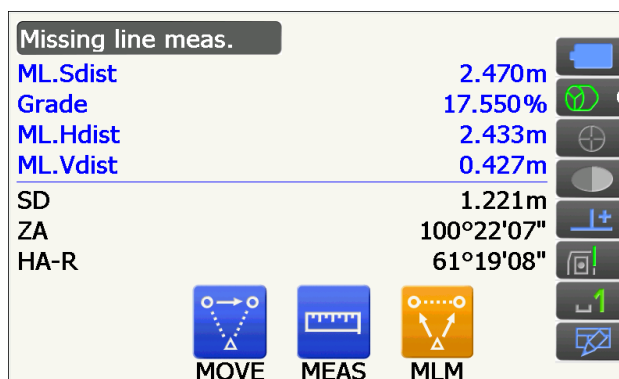 Missing line meas.
ML.Sdist 2.470m
Grade 17.550%
ML.Hdist 2.433m
ML.Vdist 0.427m
SD 1.221m
ZA 100°22'07"
HA-R 61°19'08"
1
MOVE MEAS MLM